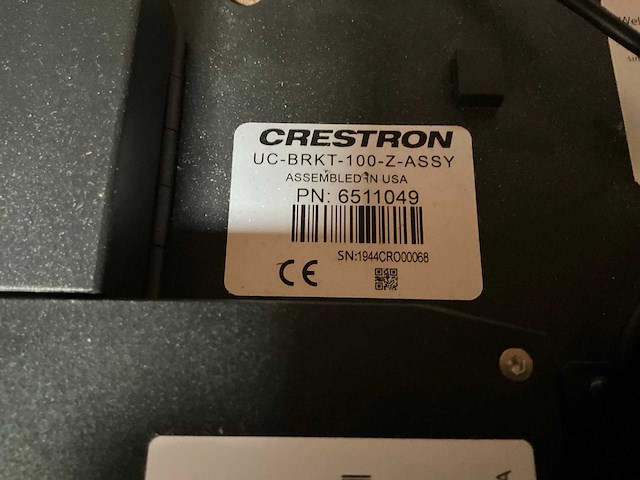 CRESTRON
UC-BRKT-100-Z-ASSY
ASSEMBLED IN USA
PN: 6511049
SN:1944CRO00068
CE